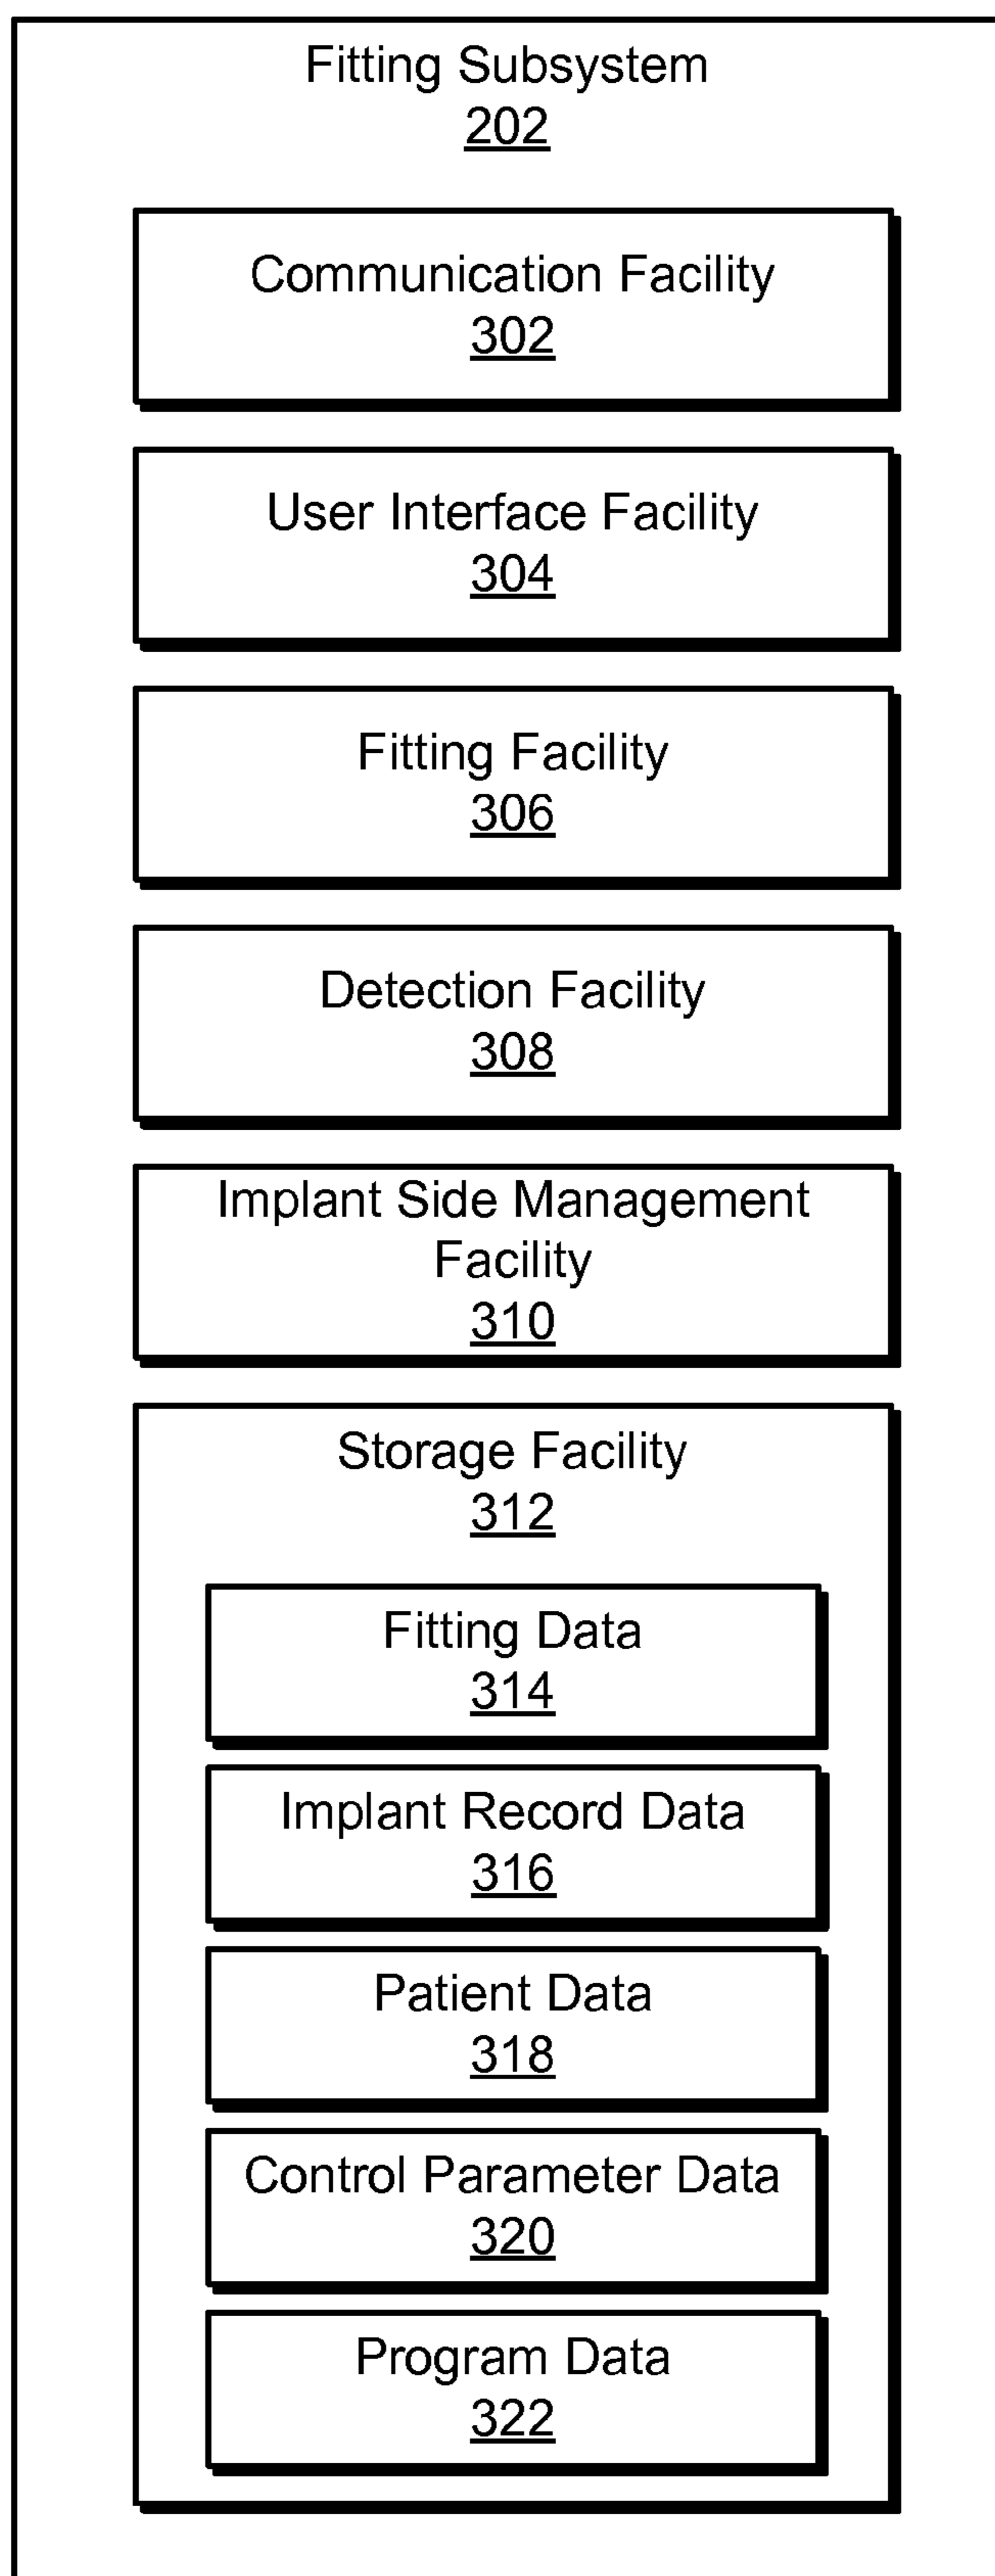 Fitting Subsystem
202
Communication Facility
302
User Interface Facility
304
Fitting Facility
306
Detection Facility
308
Implant Side Management
Facility
310
Storage Facility
312
Fitting Data
314
Implant Record Data
316
Patient Data
318
Control Parameter Data
320
Program Data
322